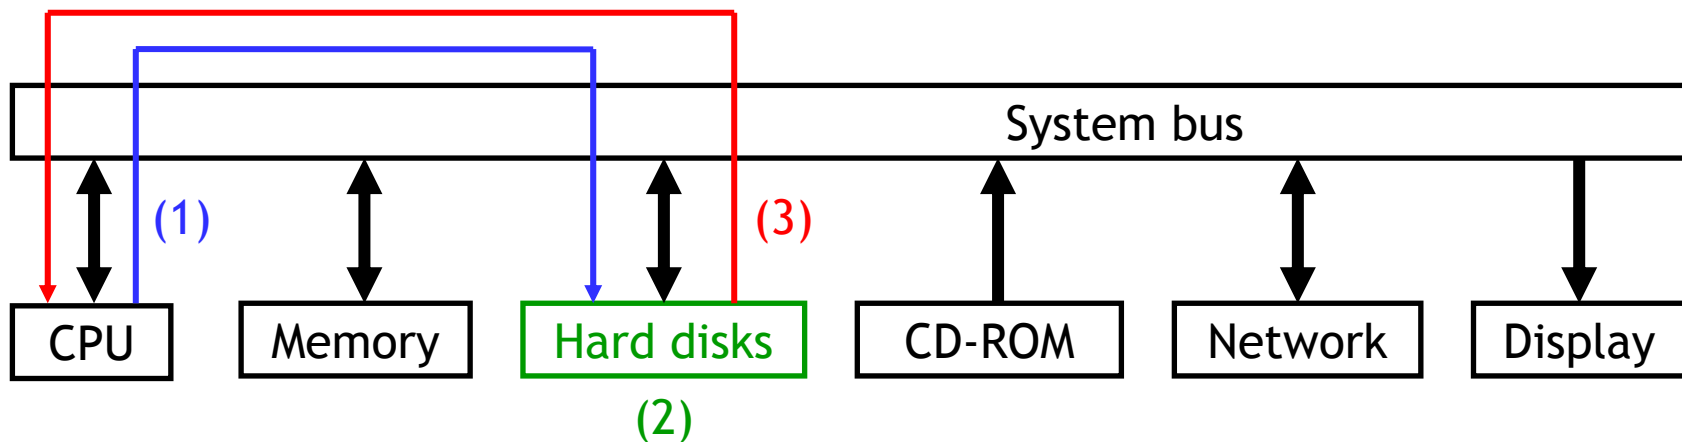 System bus
(1)
(3)
CPU
Memory
Hard disks
CD-ROM
Network
Display
(2)